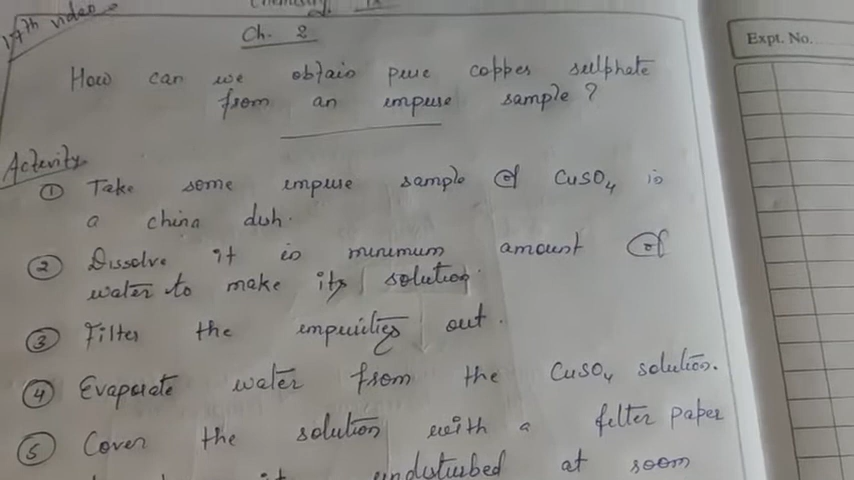 17th video
Chemistry IX
Ch. 2
Expt. No.
How can we obtain pure copper sulphate
from an impure sample ?
Activity
① Take some impure sample of CuSO4 in
a china dish.
② Dissolve it in minimum amount of
water to make its solution.
③ Filter the impurities out.
④ Evaporate water from the CuSO4 solution.
⑤ Cover the solution with a filter paper
it undisturbed at room